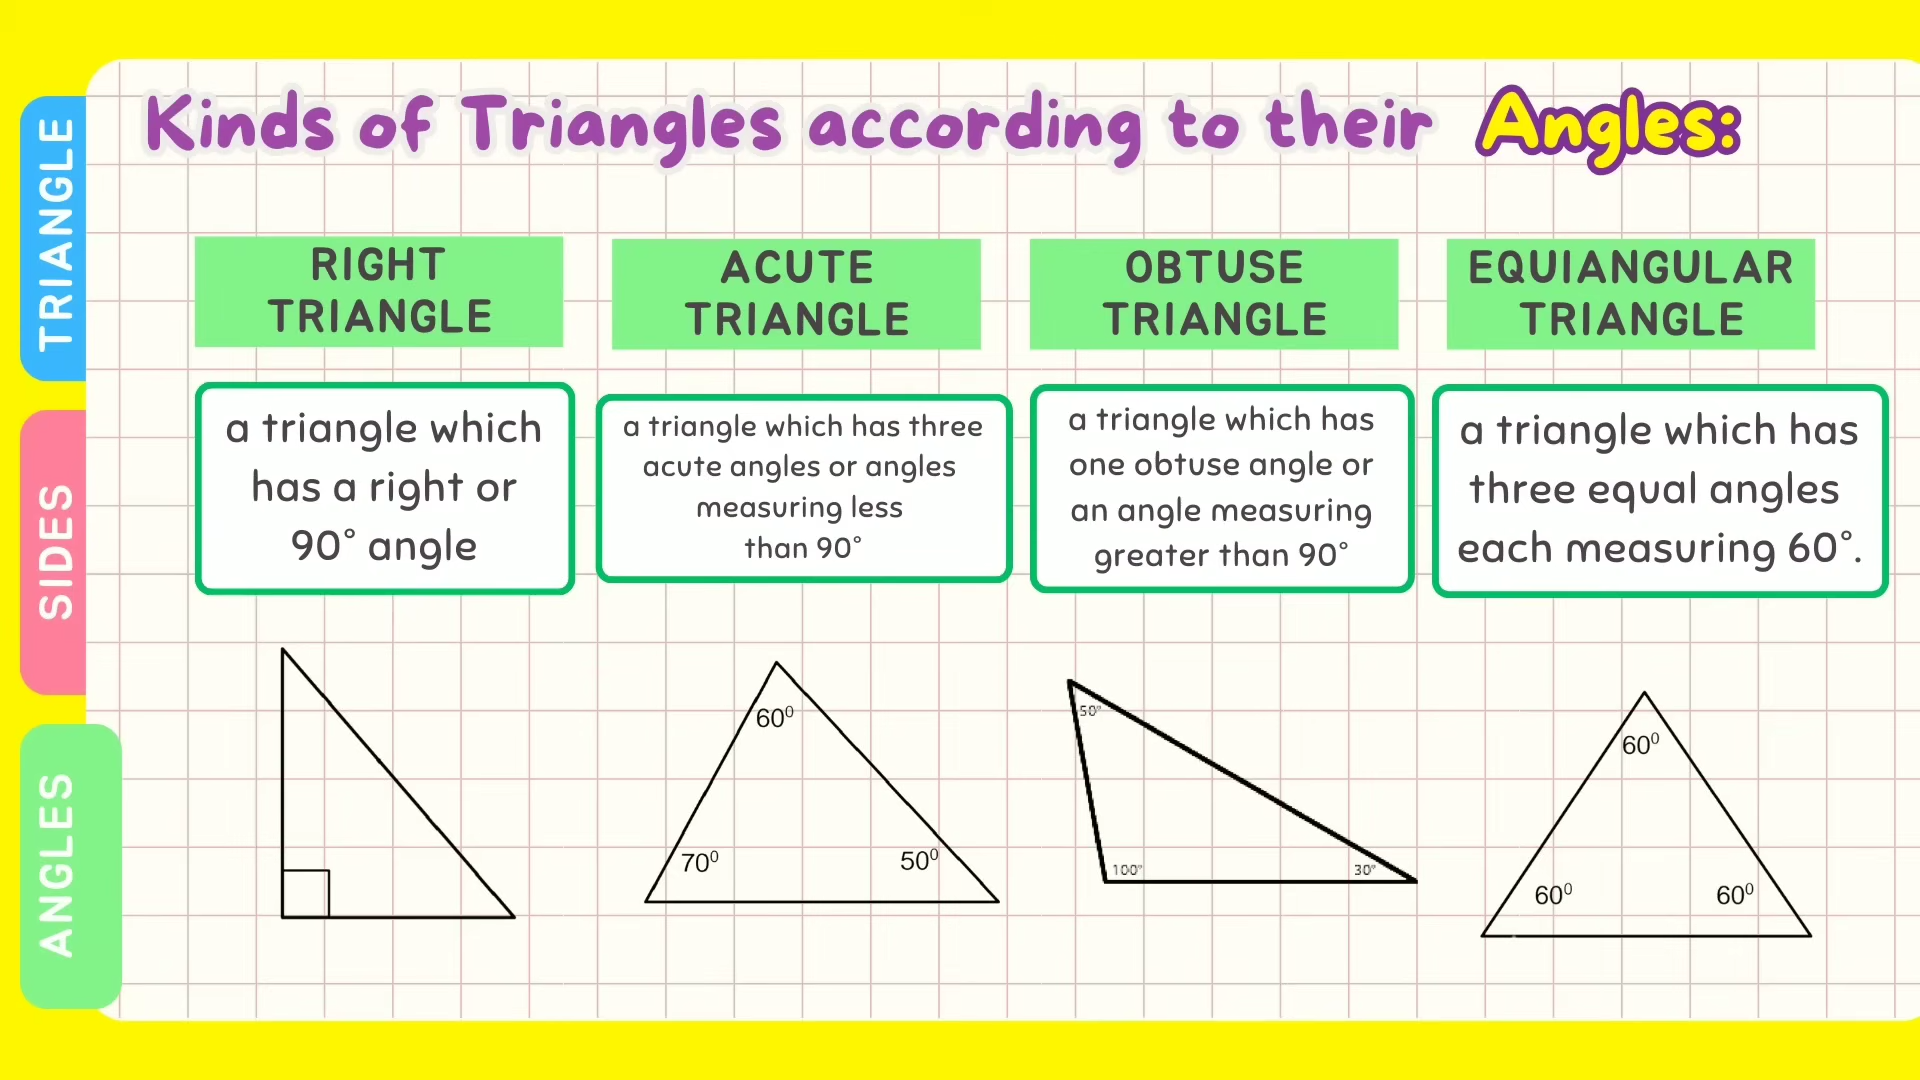 Kinds of Triangles according to their Angles:
TRIANGLE
SIDES
ANGLES
RIGHT
TRIANGLE
a triangle which
has a right or
90° angle
ACUTE
TRIANGLE
a triangle which has three
acute angles or angles
measuring less
than 90°
60⁰
70⁰
50⁰
OBTUSE
TRIANGLE
a triangle which has
one obtuse angle or
an angle measuring
greater than 90°
50°
100°
30°
EQUIANGULAR
TRIANGLE
a triangle which has
three equal angles
each measuring 60°.
60⁰
60⁰
60⁰